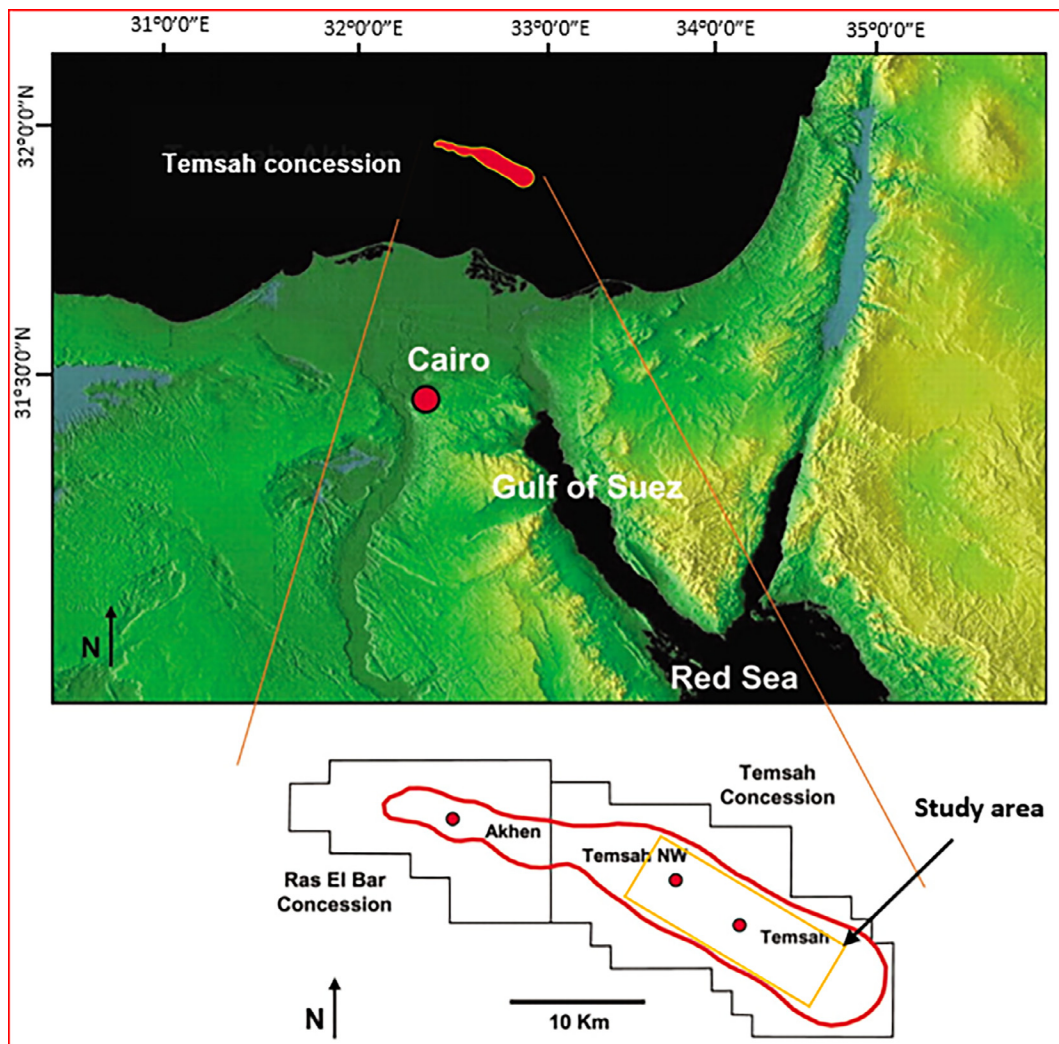 31°0'0"E
32°0'0"E
33°0'0"E
34°0'0"E
35°0'0"E
32°0'0"N
Temsah concession
31°30'0"N
Cairo
Gulf of Suez
N
Red Sea
Temsah
Concession
Study area
Akhen
Temsah NW
Ras El Bar
Concession
Temsah
N
10 Km